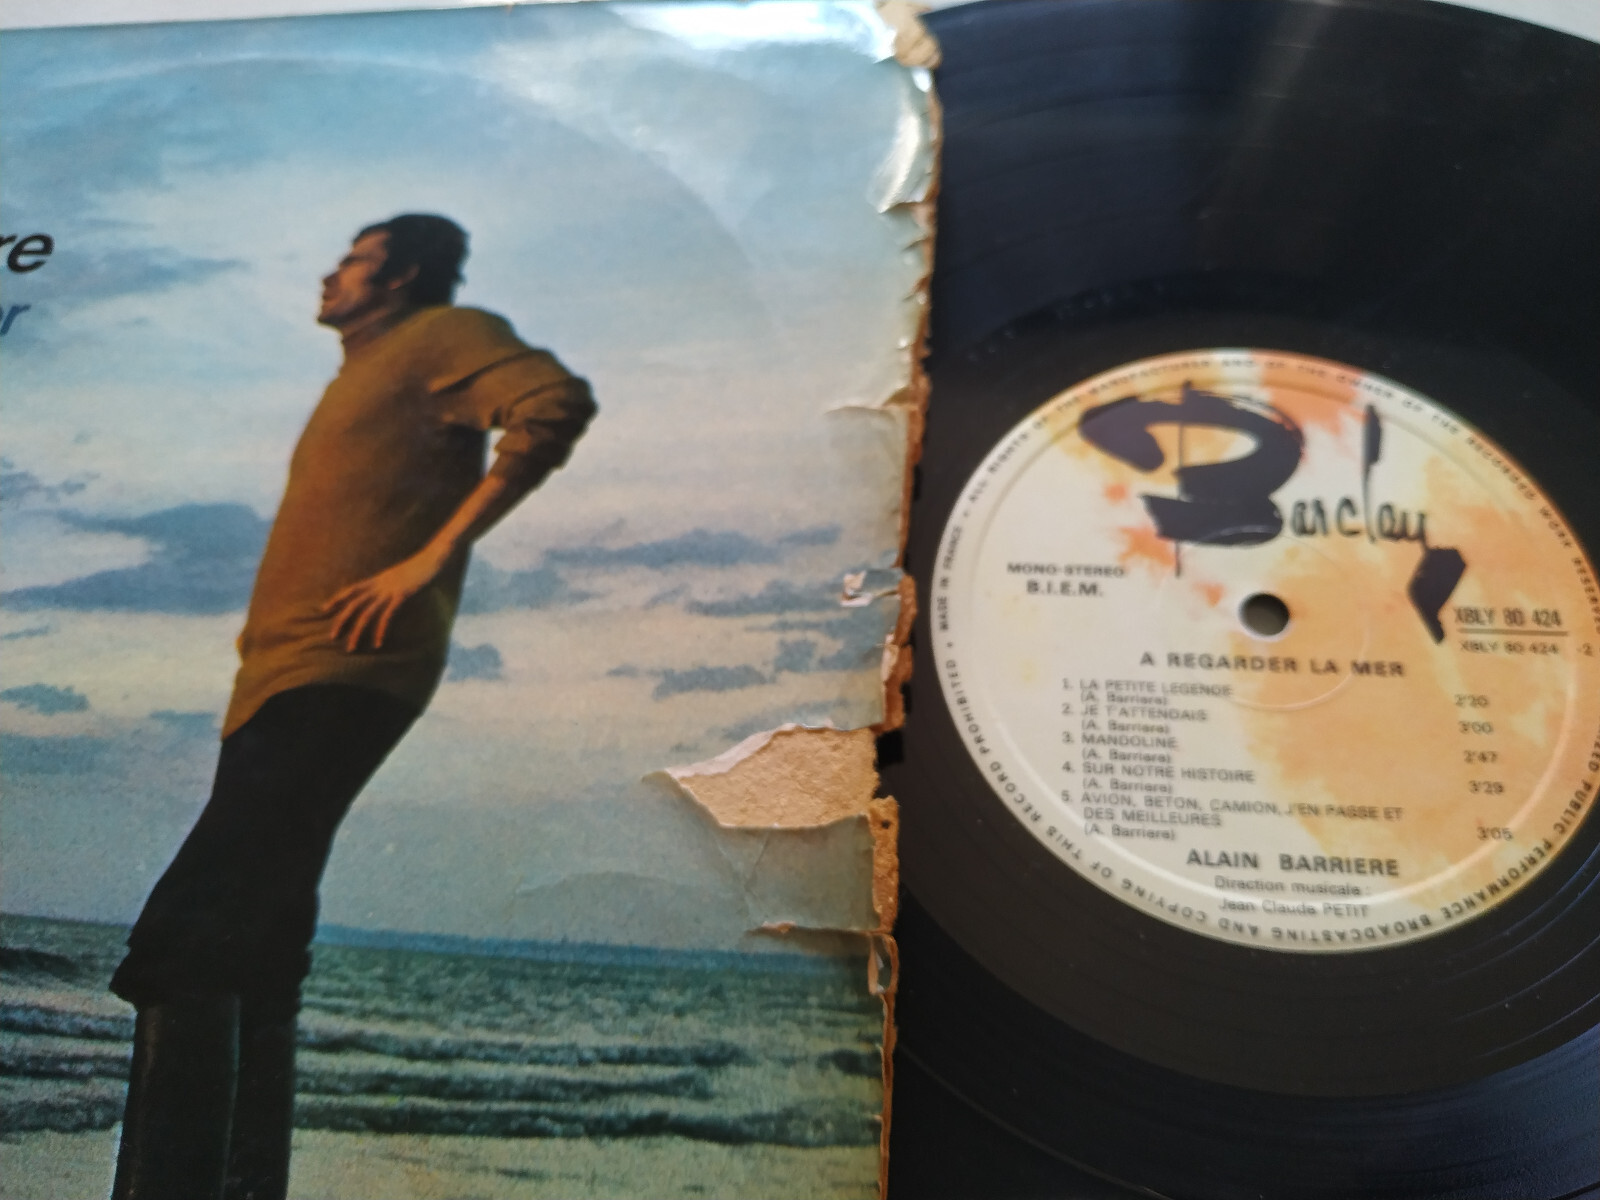 re
er
Barclay
MONO-STEREO
B.I.E.M.
XBLY 80 424
XBLY 80 424 -2
A REGARDER LA MER
1. LA PETITE LEGENDE
(A. Barriere) 2'20
2. JE T'ATTENDAIS
(A. Barriere) 3'00
3. MANDOLINE
(A. Barriere) 2'47
4. SUR NOTRE HISTOIRE
(A. Barriere) 3'29
5. AVION, BETON, CAMION, J'EN PASSE ET
DES MEILLEURES
(A. Barriere) 3'05
ALAIN BARRIERE
Direction musicale :
Jean Claude PETIT
MADE IN FRANCE • ALL RIGHTS OF THE MANUFACTURER AND OF THE OWNER OF THE RECORDED WORK RESERVED PUBLIC PERFORMANCE BROADCASTING AND COPYING OF THIS RECORD PROHIBITED •